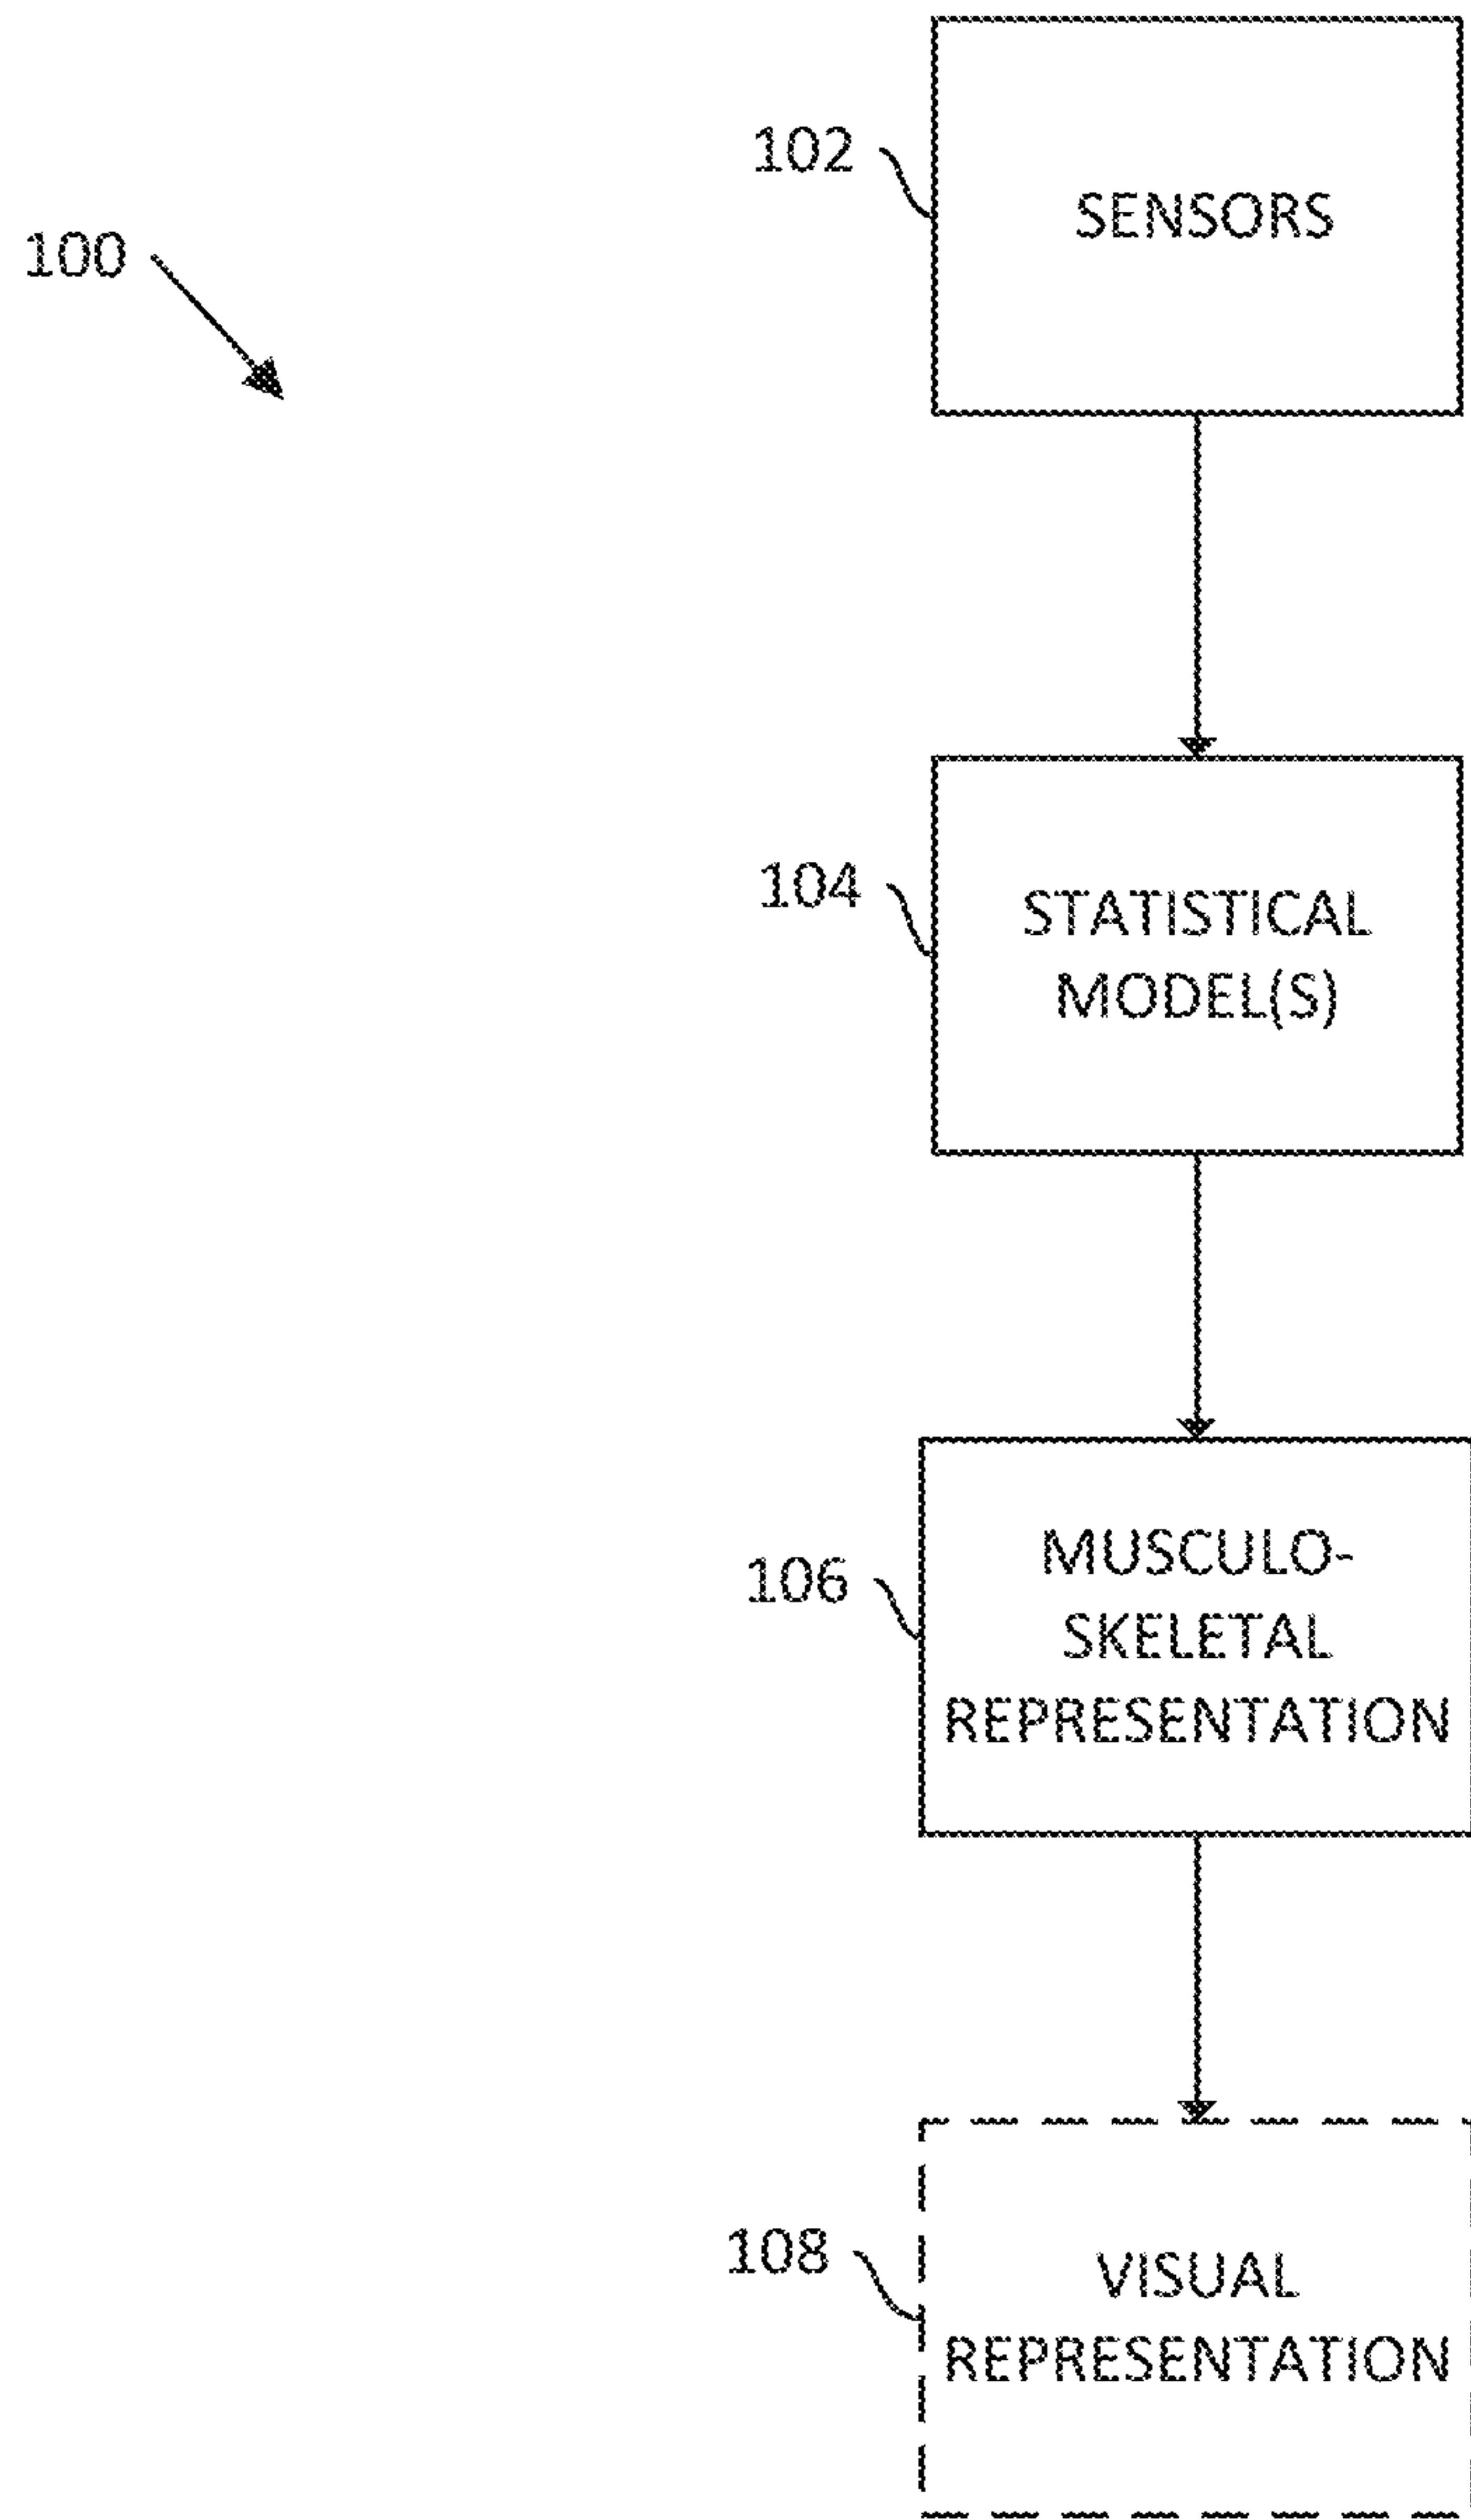 102
SENSORS
100
104
STATISTICAL
MODEL(S)
106
MUSCULO-
SKELETAL
REPRESENTATION
108
VISUAL
REPRESENTATION